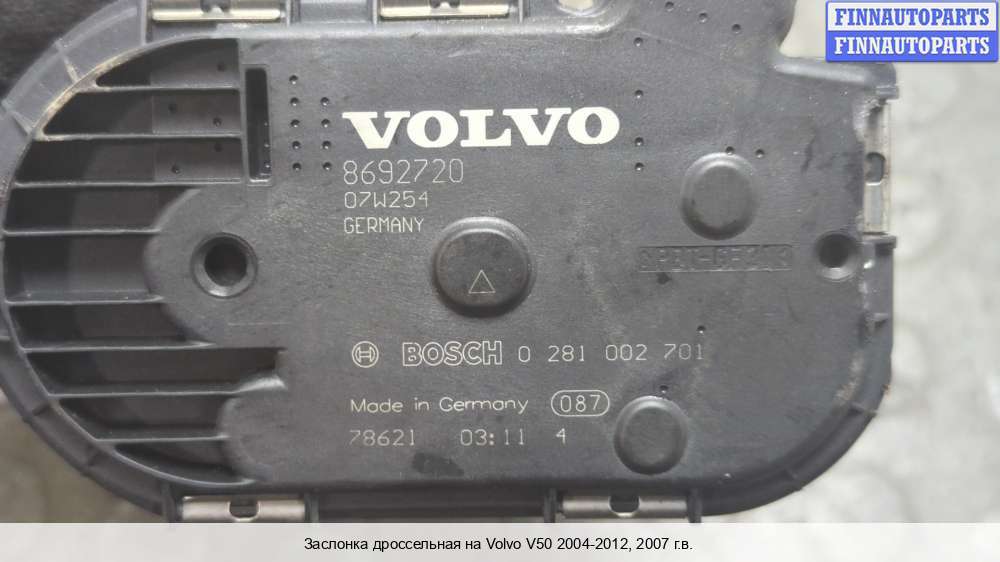 FINNAUTOPARTS
FINNAUTOPARTS
VOLVO
8692720
07W254
GERMANY
BOSCH 0 281 002 701
Made in Germany 087
78621 03:11 4
Заслонка дроссельная на Volvo V50 2004-2012, 2007 г.в.